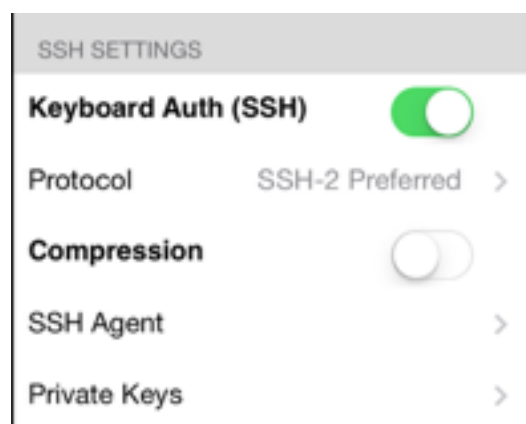 SSH SETTINGS
Keyboard Auth (SSH)
Protocol SSH-2 Preferred >
Compression
SSH Agent >
Private Keys >